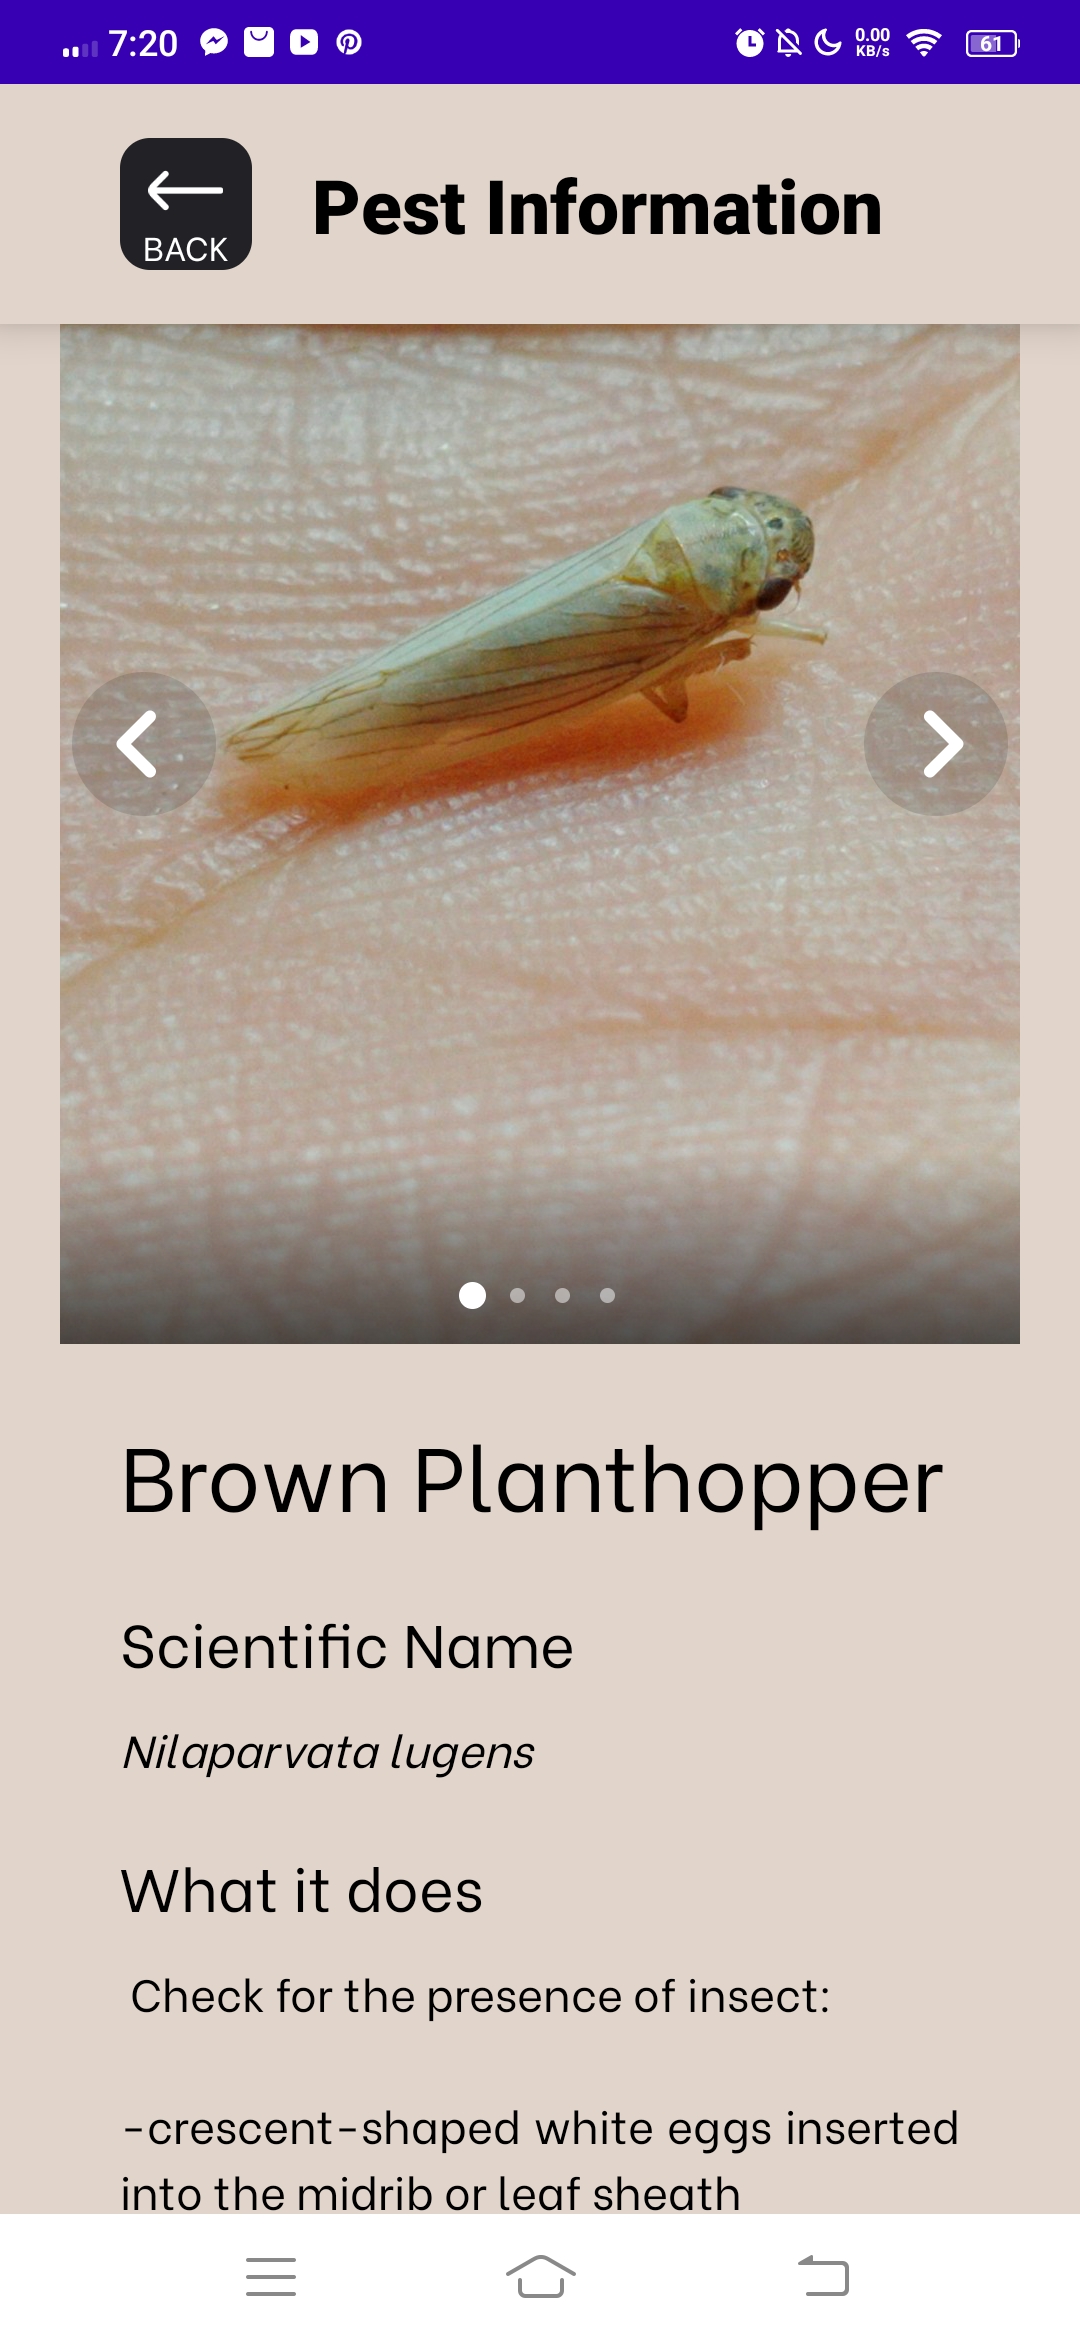 7:20
0.00
KB/s
61
BACK
Pest Information
Brown Planthopper
Scientific Name
Nilaparvata lugens
What it does
Check for the presence of insect:
-crescent-shaped white eggs inserted
into the midrib or leaf sheath